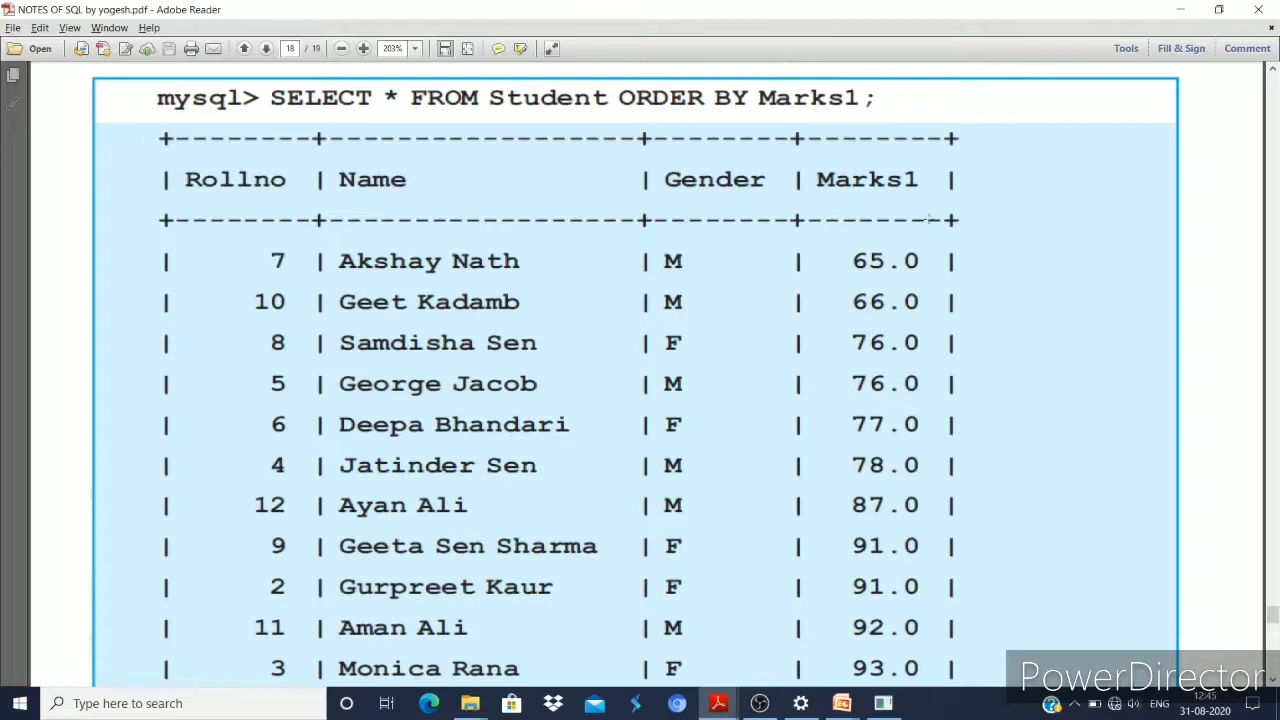 NOTES OF SQL by yogesh.pdf - Adobe Reader
File Edit View Window Help
Open 18 / 19 203% Tools Fill & Sign Comment
mysql> SELECT * FROM Student ORDER BY Marks1;
+--------+------------------+--------+--------+
| Rollno | Name | Gender | Marks1 |
+--------+------------------+--------+--------+
| 7 | Akshay Nath | M | 65.0 |
| 10 | Geet Kadamb | M | 66.0 |
| 8 | Samdisha Sen | F | 76.0 |
| 5 | George Jacob | M | 76.0 |
| 6 | Deepa Bhandari | F | 77.0 |
| 4 | Jatinder Sen | M | 78.0 |
| 12 | Ayan Ali | M | 87.0 |
| 9 | Geeta Sen Sharma | F | 91.0 |
| 2 | Gurpreet Kaur | F | 91.0 |
| 11 | Aman Ali | M | 92.0 |
| 3 | Monica Rana | F | 93.0 |
PowerDirector
Type here to search
ENG
12:45
31-08-2020